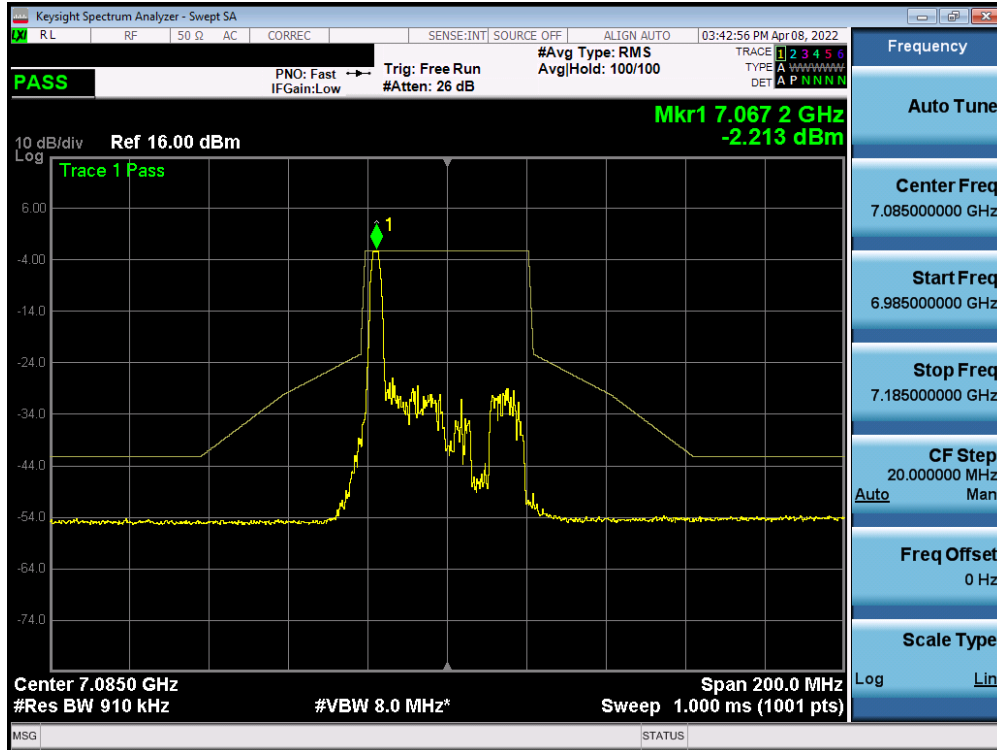 Keysight Spectrum Analyzer - Swept SA
LXI RL RF 50 Ω AC CORREC SENSE:INT SOURCE OFF ALIGN AUTO 03:42:56 PM Apr 08, 2022
PASS
PNO: Fast
IFGain:Low
Trig: Free Run
#Atten: 26 dB
#Avg Type: RMS
Avg|Hold: 100/100
TRACE 1 2 3 4 5 6
TYPE A WWWWW
DET A P N N N N
Mkr1 7.067 2 GHz
-2.213 dBm
10 dB/div Ref 16.00 dBm
Log
Trace 1 Pass
1
6.00
-4.00
-14.0
-24.0
-34.0
-44.0
-54.0
-64.0
-74.0
Center 7.0850 GHz Span 200.0 MHz
#Res BW 910 kHz #VBW 8.0 MHz* Sweep 1.000 ms (1001 pts)
MSG STATUS
Frequency
Auto Tune
Center Freq
7.085000000 GHz
Start Freq
6.985000000 GHz
Stop Freq
7.185000000 GHz
CF Step
20.000000 MHz
Auto Man
Freq Offset
0 Hz
Scale Type
Log Lin